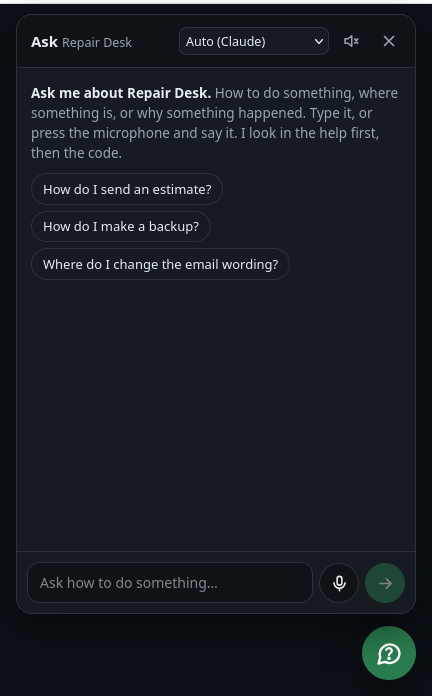 Ask Repair Desk
Auto (Claude)
Ask me about Repair Desk. How to do something, where
something is, or why something happened. Type it, or
press the microphone and say it. I look in the help first,
then the code.
How do I send an estimate?
How do I make a backup?
Where do I change the email wording?
Ask how to do something...